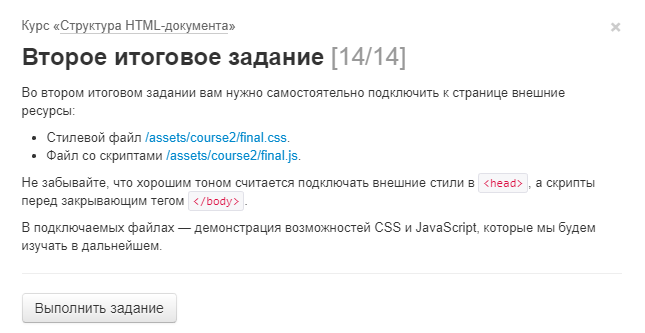 Курс «Структура HTML-документа»
×
Второе итоговое задание [14/14]
Во втором итоговом задании вам нужно самостоятельно подключить к странице внешние
ресурсы:
• Стилевой файл /assets/course2/final.css.
• Файл со скриптами /assets/course2/final.js.
Не забывайте, что хорошим тоном считается подключать внешние стили в <head>, а скрипты
перед закрывающим тегом </body>.
В подключаемых файлах — демонстрация возможностей CSS и JavaScript, которые мы будем
изучать в дальнейшем.
Выполнить задание